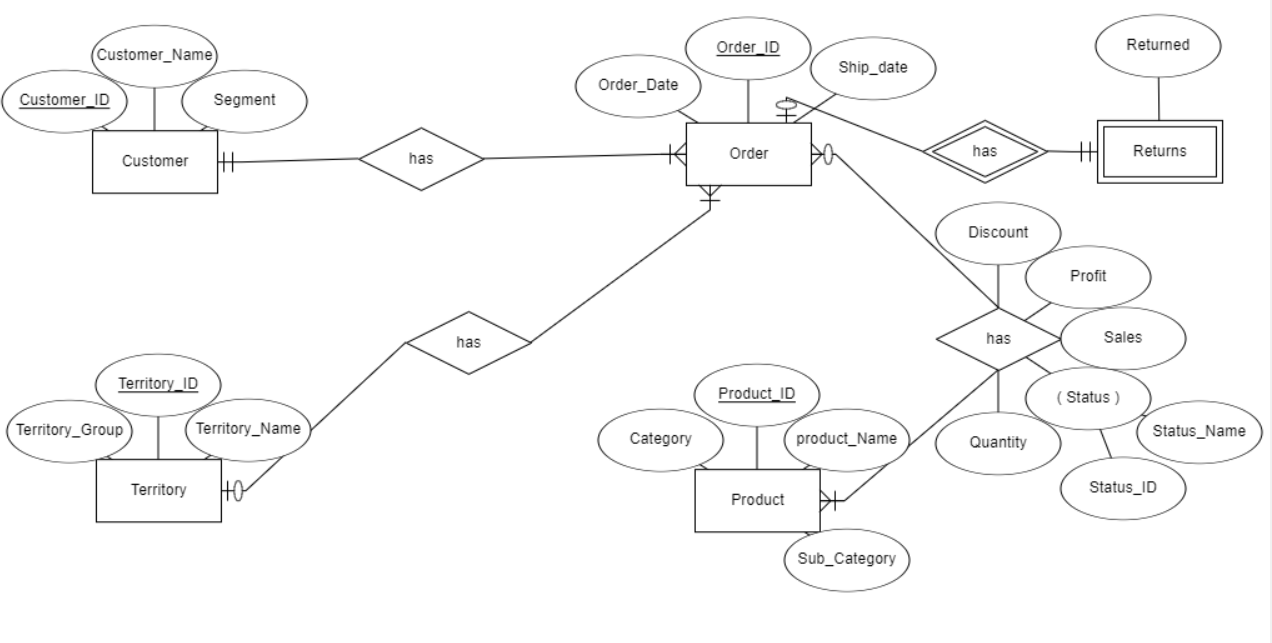 Customer_Name
Customer_ID
Segment
Customer
has
Order_ID
Order_Date
Ship_date
Order
has
Returned
Returns
Discount
Profit
has
Sales
( Status )
Quantity
Status_Name
Status_ID
has
Territory_ID
Territory_Group
Territory_Name
Territory
Product_ID
Category
product_Name
Product
Sub_Category